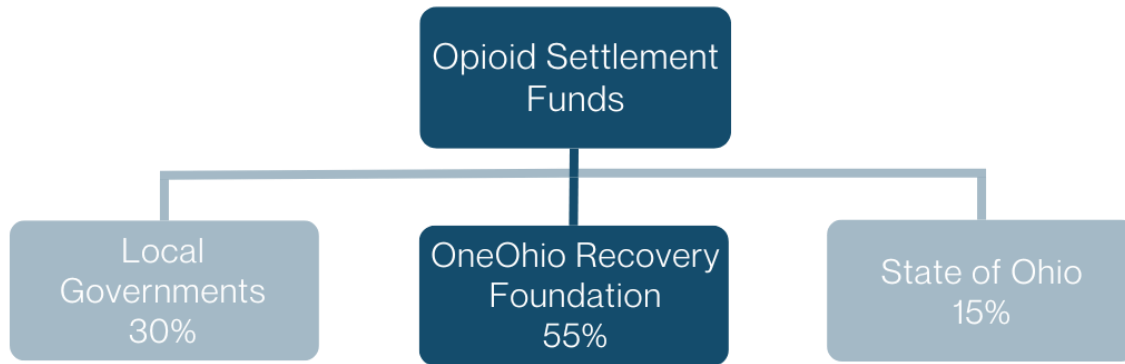 Opioid Settlement
Funds
Local
Governments
30%
OneOhio Recovery
Foundation
55%
State of Ohio
15%